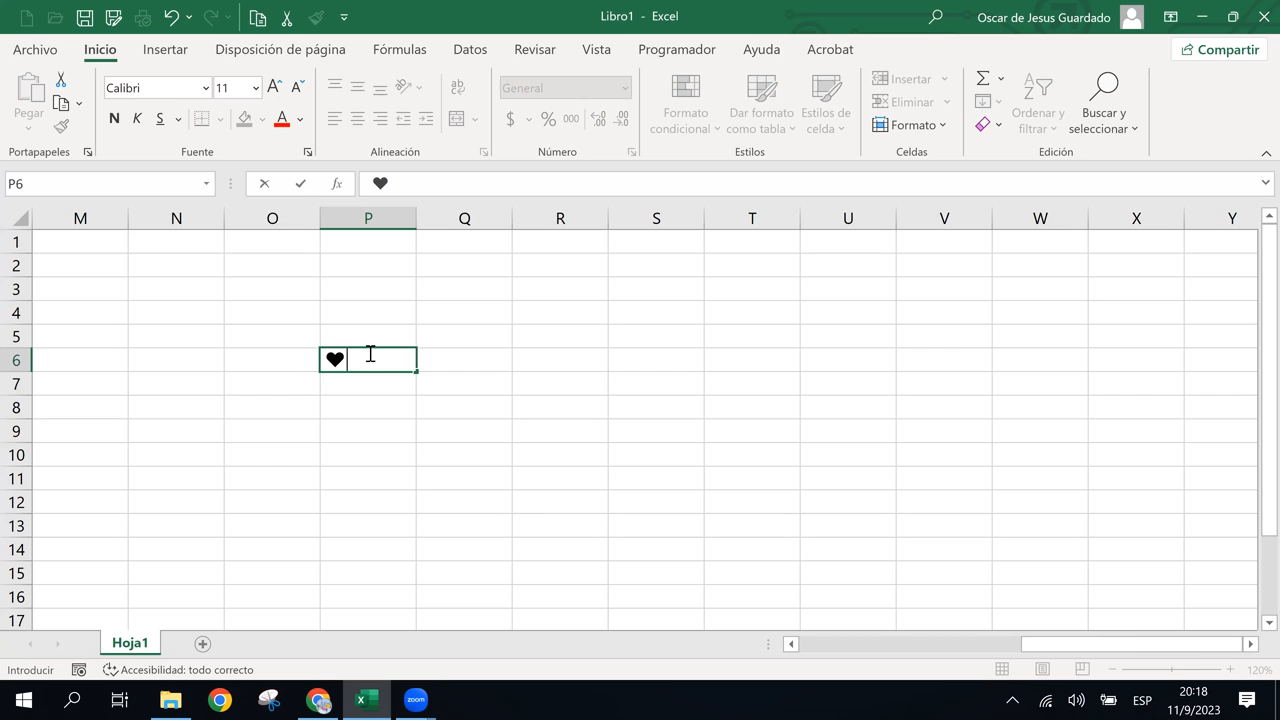 Libro1 - Excel
Oscar de Jesus Guardado
Archivo Inicio Insertar Disposición de página Fórmulas Datos Revisar Vista Programador Ayuda Acrobat Compartir
Pegar
Calibri 11
N K S A
General
$ % 000
Formato condicional
Dar formato como tabla
Estilos de celda
Insertar
Eliminar
Formato
Ordenar y filtrar
Buscar y seleccionar
Portapapeles Fuente Alineación Número Estilos Celdas Edición
P6 fx ♥
M N O P Q R S T U V W X Y
1
2
3
4
5
6 ♥
7
8
9
10
11
12
13
14
15
16
17
Hoja1
Introducir Accesibilidad: todo correcto 120%
zoom ESP 20:18
11/9/2023